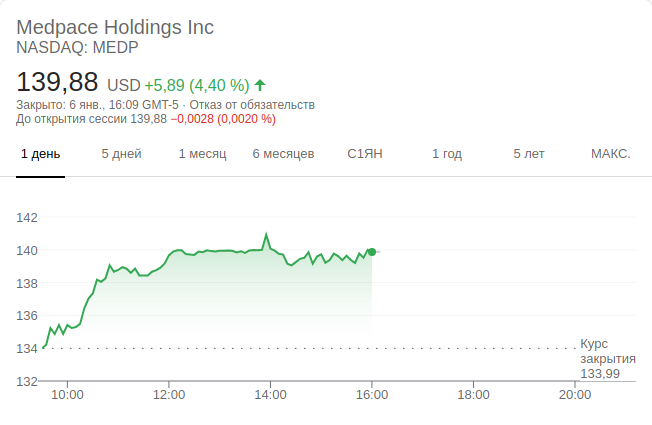 Medpace Holdings Inc
NASDAQ: MEDP
139,88 USD +5,89 (4,40 %)
Закрыто: 6 янв., 16:09 GMT-5 · Отказ от обязательств
До открытия сессии 139,88 −0,0028 (0,0020 %)
1 день 5 дней 1 месяц 6 месяцев С1ЯН 1 год 5 лет МАКС.
142
140
138
136
134
Курс
закрытия
133,99
132
10:00 12:00 14:00 16:00 18:00 20:00